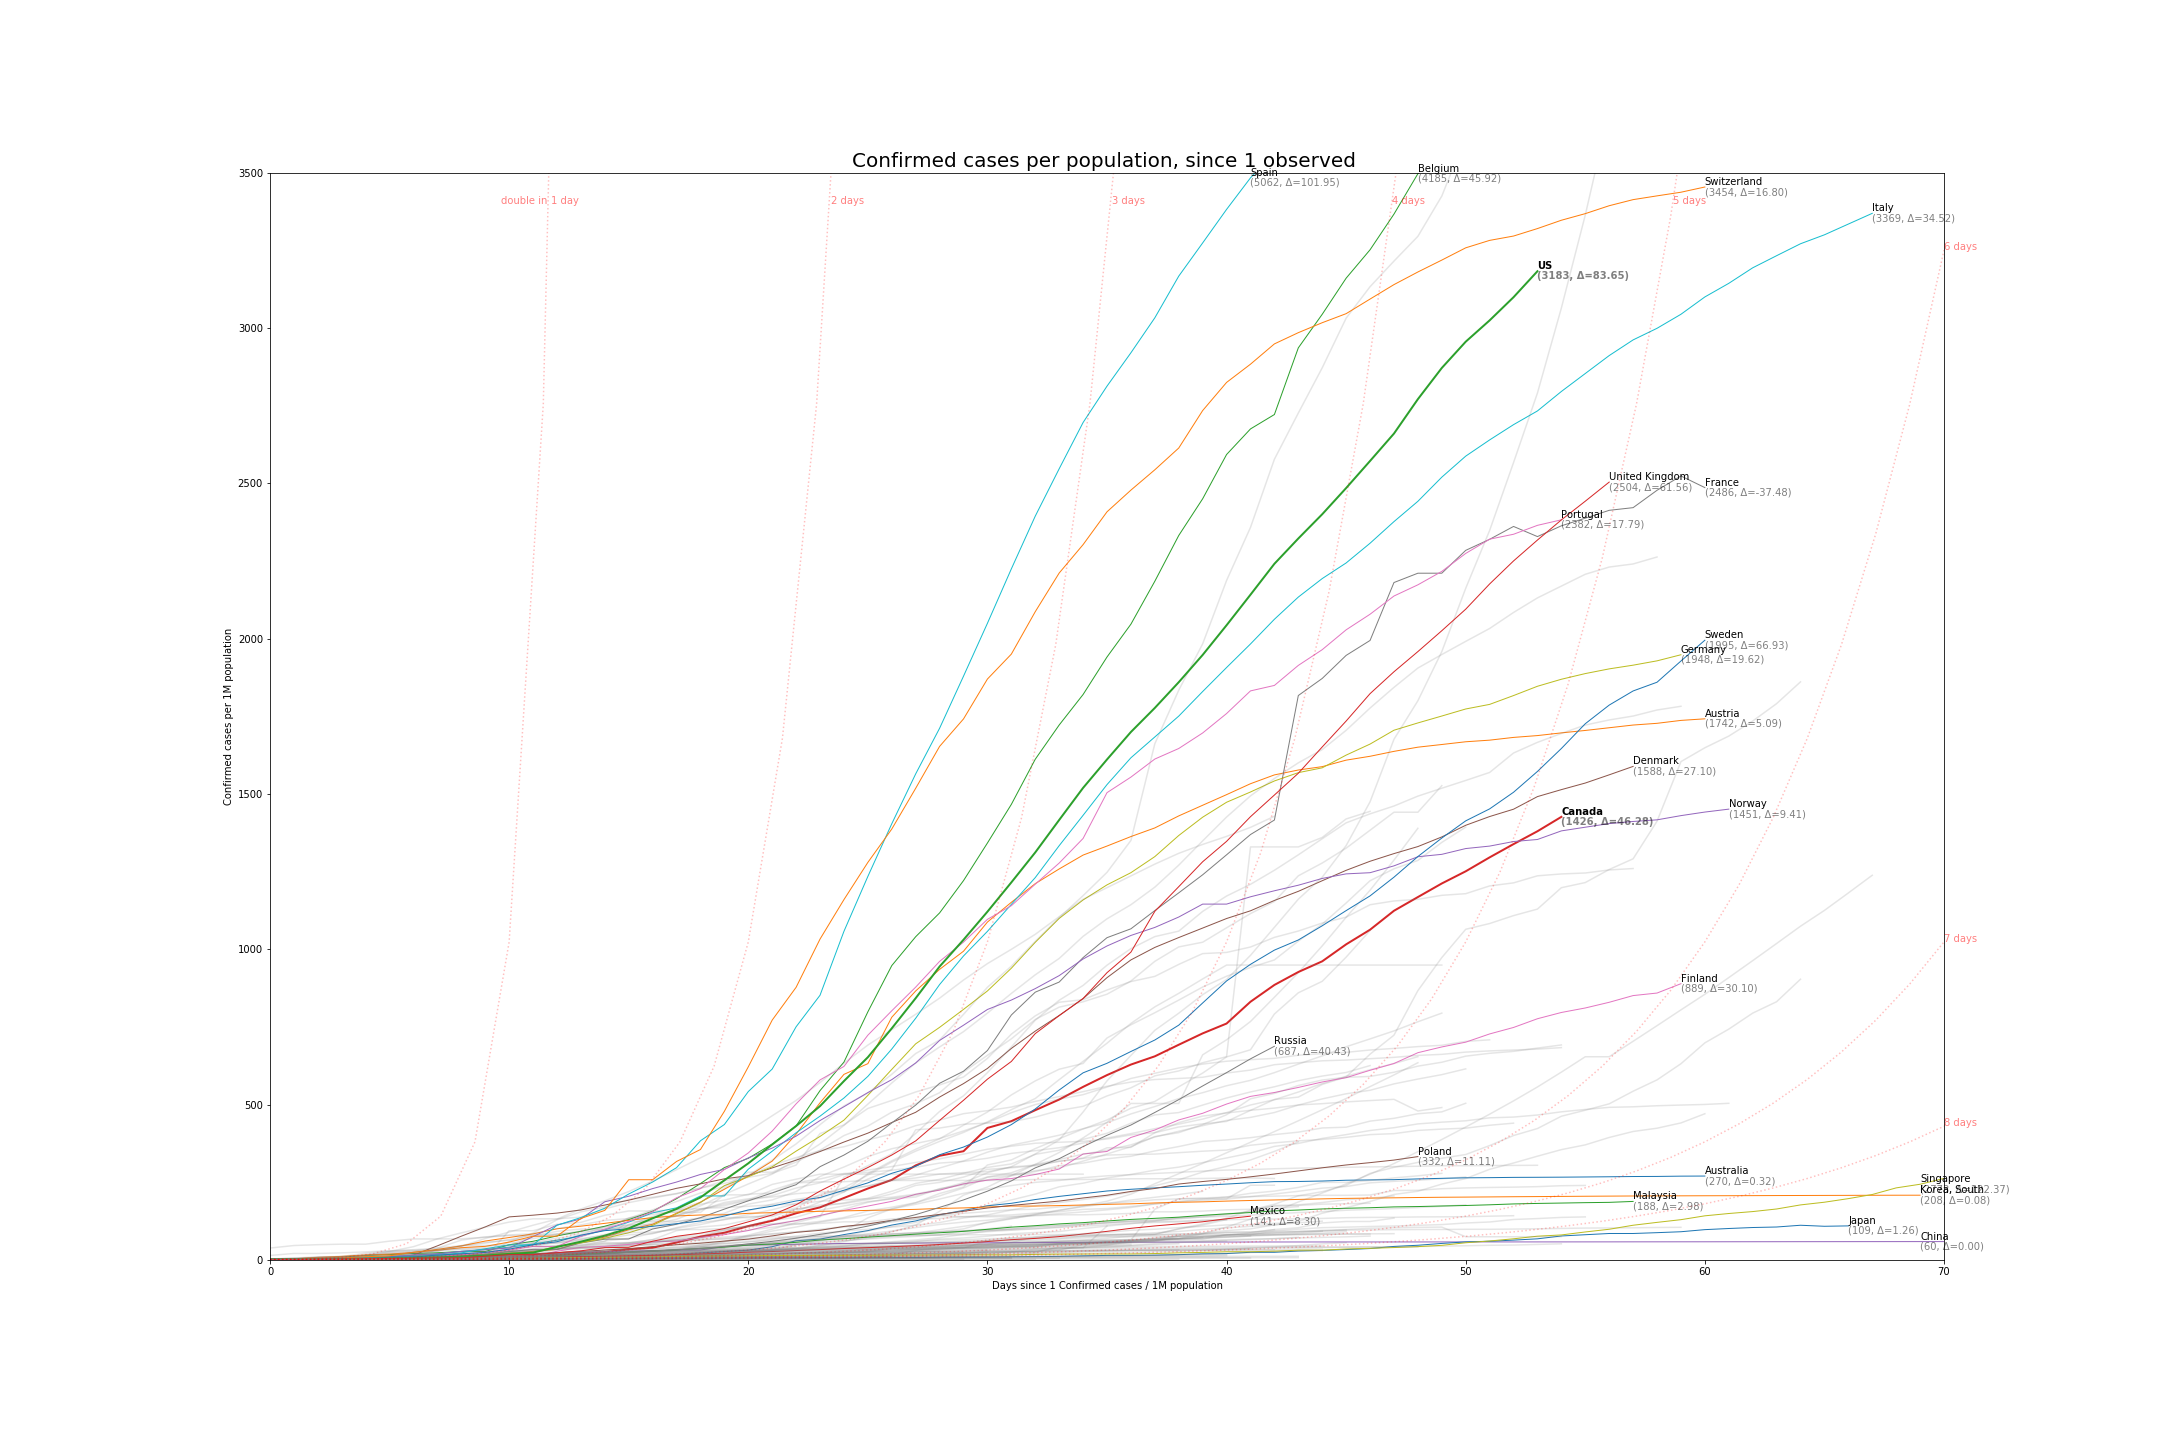 Confirmed cases per population, since 1 observed
3500
3000
2500
2000
1500
1000
500
0
Confirmed cases per 1M population
double in 1 day
2 days
3 days
4 days
5 days
6 days
7 days
8 days
Spain
(5062, Δ=101.95)
Belgium
(4185, Δ=45.92)
Switzerland
(3454, Δ=16.80)
Italy
(3369, Δ=34.52)
US
(3183, Δ=83.65)
United Kingdom
(2504, Δ=61.56)
France
(2486, Δ=-37.48)
Portugal
(2382, Δ=17.79)
Sweden
(1995, Δ=66.93)
Germany
(1948, Δ=19.62)
Austria
(1742, Δ=5.09)
Denmark
(1588, Δ=27.10)
Norway
(1451, Δ=9.41)
Canada
(1426, Δ=46.28)
Finland
(889, Δ=30.10)
Russia
(687, Δ=40.43)
Poland
(332, Δ=11.11)
Australia
(270, Δ=0.32)
Singapore
Korea, South
(208, Δ=0.08)
Malaysia
(188, Δ=2.98)
Mexico
(141, Δ=8.30)
Japan
(109, Δ=1.26)
China
(60, Δ=0.00)
0
10
20
30
40
50
60
70
Days since 1 Confirmed cases / 1M population